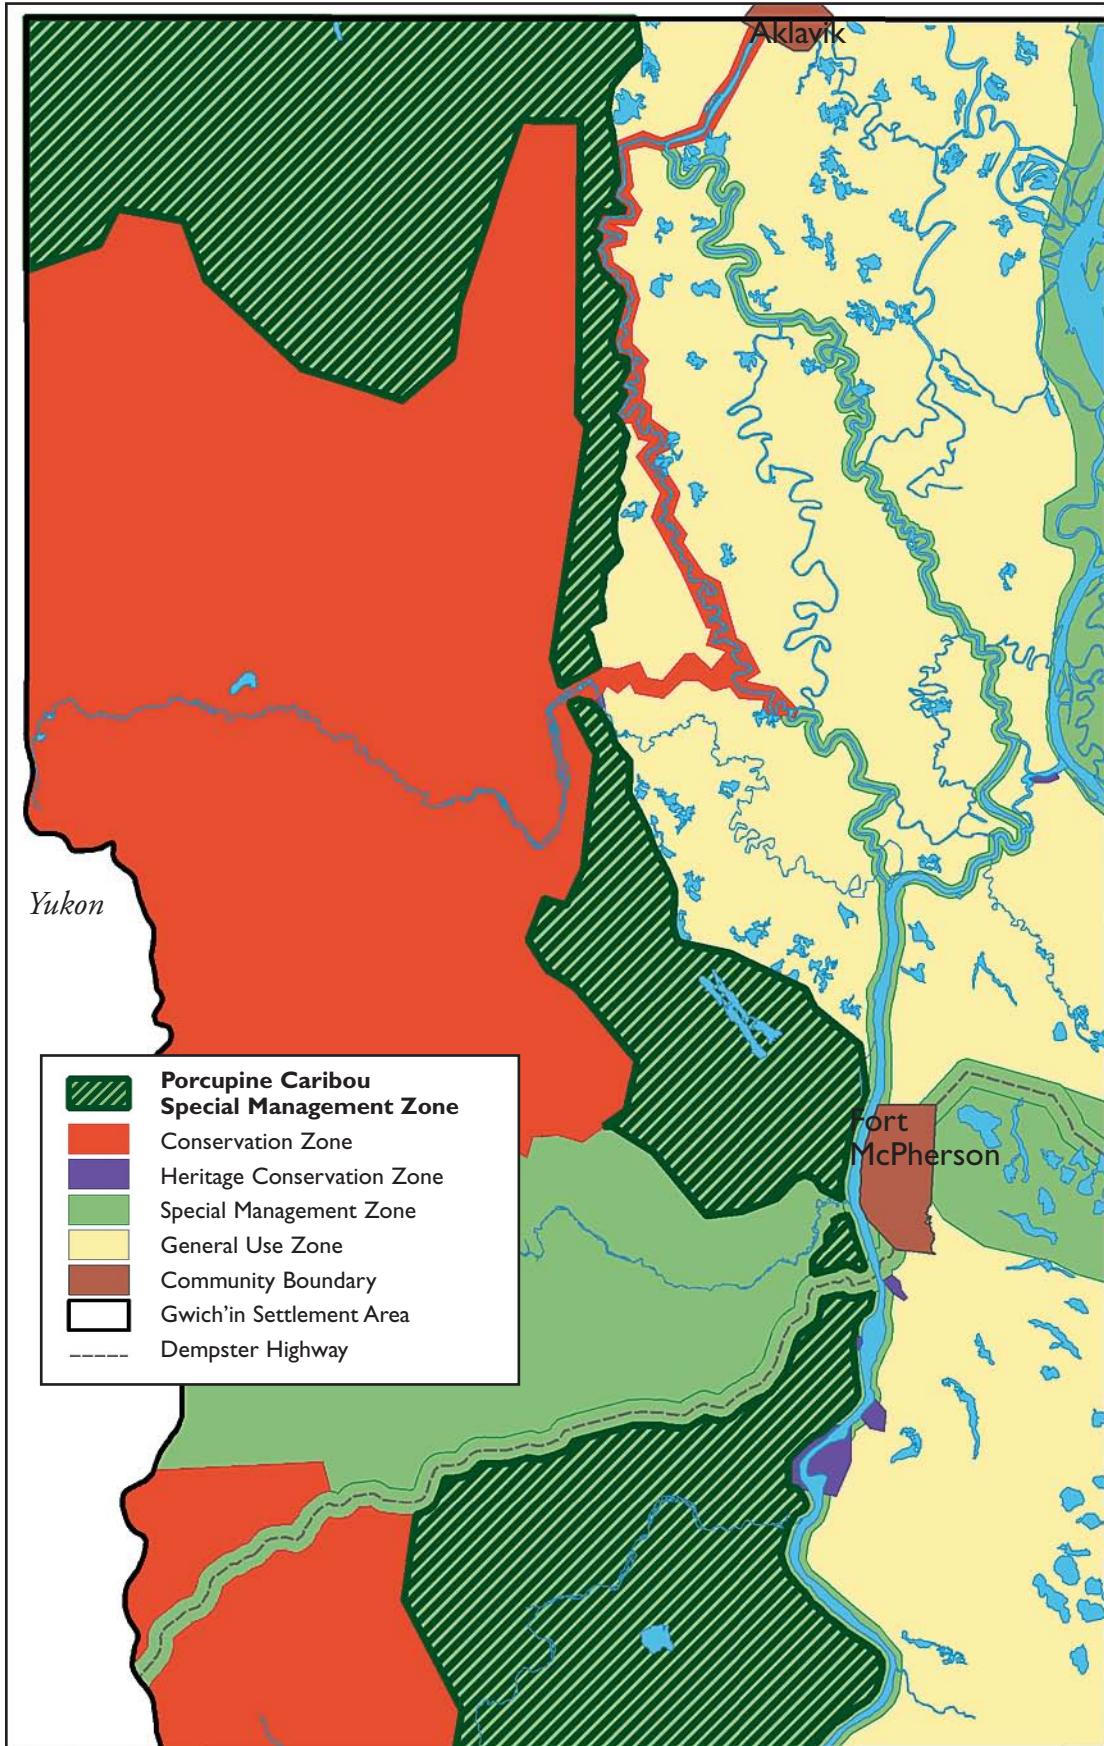 Aklavik
Yukon
Porcupine Caribou
Special Management Zone
Conservation Zone
Heritage Conservation Zone
Special Management Zone
General Use Zone
Community Boundary
Gwich'in Settlement Area
Dempster Highway
Fort
McPherson